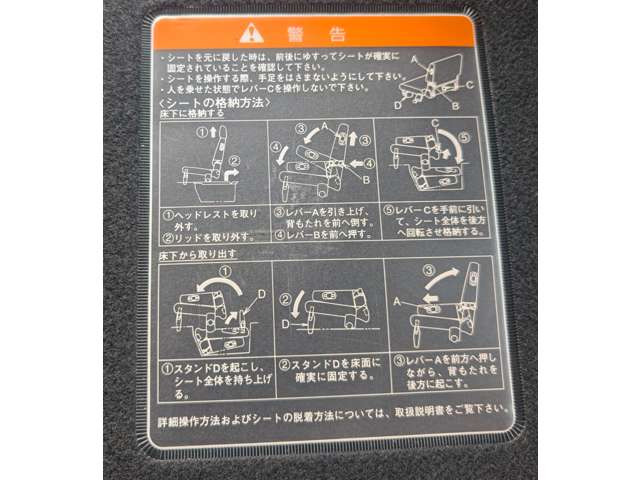 警告
・シートを元に戻した時は、前後にゆすってシートが確実に
固定されていることを確認して下さい。
・シートを操作する際、手足をはさまないようにして下さい。
・人を乗せた状態でレバーCを操作しないで下さい。
A
D
C
B
〈シートの格納方法〉
床下に格納する
①
②
①ヘッドレストを取り
外す。
②リッドを取り外す。
A
③
③
④
④
B
③レバーAを引き上げ、
背もたれを前へ倒す。
④レバーBを前へ押す。
C
⑤
⑤レバーCを手前に引い
て、シート全体を後方
へ回転させ格納する。
床下から取り出す
①
D
①スタンドDを起こし、
シート全体を持ち上げ
る。
②
D
②スタンドDを床面に
確実に固定する。
③
A
③レバーAを前方へ押し
ながら、背もたれを
後方に起こす。
詳細操作方法およびシートの脱着方法については、取扱説明書をご覧下さい。